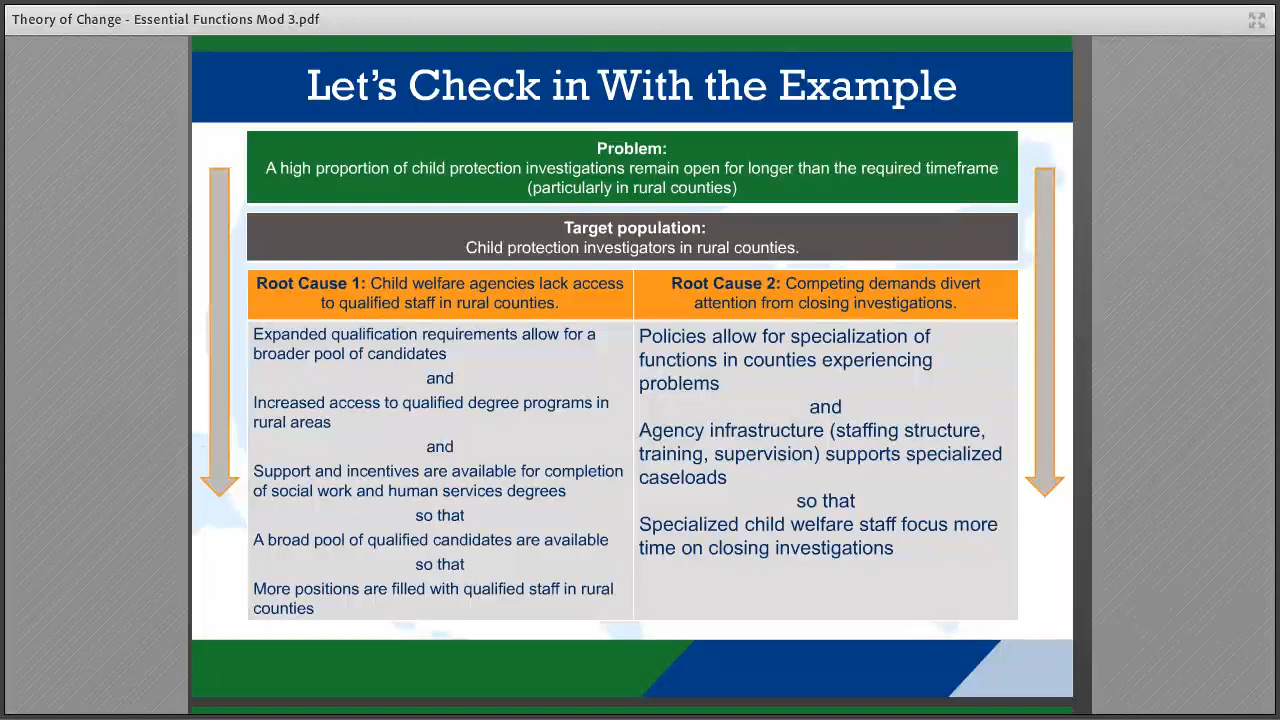 Theory of Change - Essential Functions Mod 3.pdf
Let's Check in With the Example
Problem:
A high proportion of child protection investigations remain open for longer than the required timeframe
(particularly in rural counties)
Target population:
Child protection investigators in rural counties.
Root Cause 1: Child welfare agencies lack access
to qualified staff in rural counties.
Expanded qualification requirements allow for a
broader pool of candidates
and
Increased access to qualified degree programs in
rural areas
and
Support and incentives are available for completion
of social work and human services degrees
so that
A broad pool of qualified candidates are available
so that
More positions are filled with qualified staff in rural
counties
Root Cause 2: Competing demands divert
attention from closing investigations.
Policies allow for specialization of
functions in counties experiencing
problems
and
Agency infrastructure (staffing structure,
training, supervision) supports specialized
caseloads
so that
Specialized child welfare staff focus more
time on closing investigations